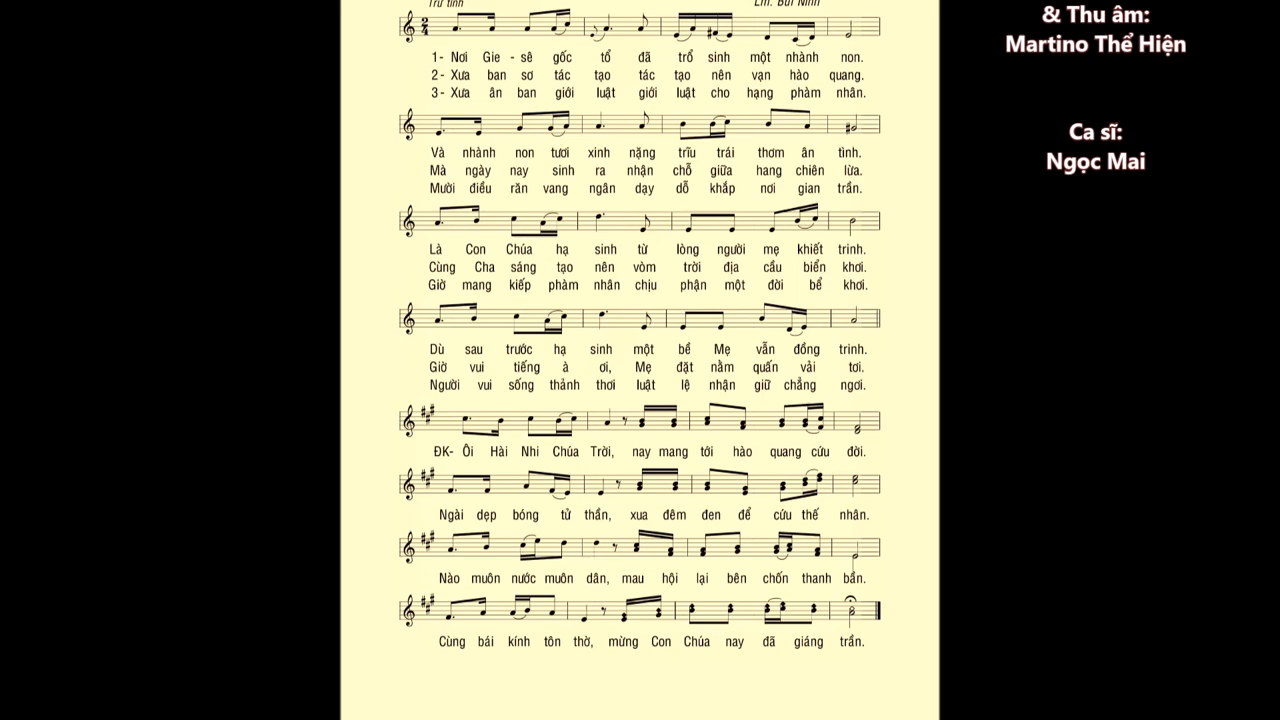 Trữ tình
Lm. Bùi Ninh
1- Nơi Gie - sê gốc tổ đã trổ sinh một nhành non.
2- Xưa ban sơ tác tạo tác tạo nên vạn hào quang.
3- Xưa ân ban giới luật giới luật cho hạng phàm nhân.
Và nhành non tươi xinh nặng trĩu trái thơm ân tình.
Mà ngày nay sinh ra nhận chỗ giữa hang chiên lừa.
Mười điều răn vang ngân dạy dỗ khắp nơi gian trần.
Là Con Chúa hạ sinh từ lòng người mẹ khiết trinh.
Cùng Cha sáng tạo nên vòm trời địa cầu biển khơi.
Giờ mang kiếp phàm nhân chịu phận một đời bể khơi.
Dù sau trước hạ sinh một bề Mẹ vẫn đồng trinh.
Giờ vui tiếng à ơi, Mẹ đặt nằm quấn vải tơi.
Người vui sống thảnh thơi luật lệ nhận giữ chẳng ngơi.
ĐK- Ôi Hài Nhi Chúa Trời, nay mang tới hào quang cứu đời.
Ngài dẹp bóng tử thần, xua đêm đen để cứu thế nhân.
Nào muôn nước muôn dân, mau hội lại bên chốn thanh bần.
Cùng bái kính tôn thờ, mừng Con Chúa nay đã giáng trần.
& Thu âm:
Martino Thể Hiện
Ca sĩ:
Ngọc Mai